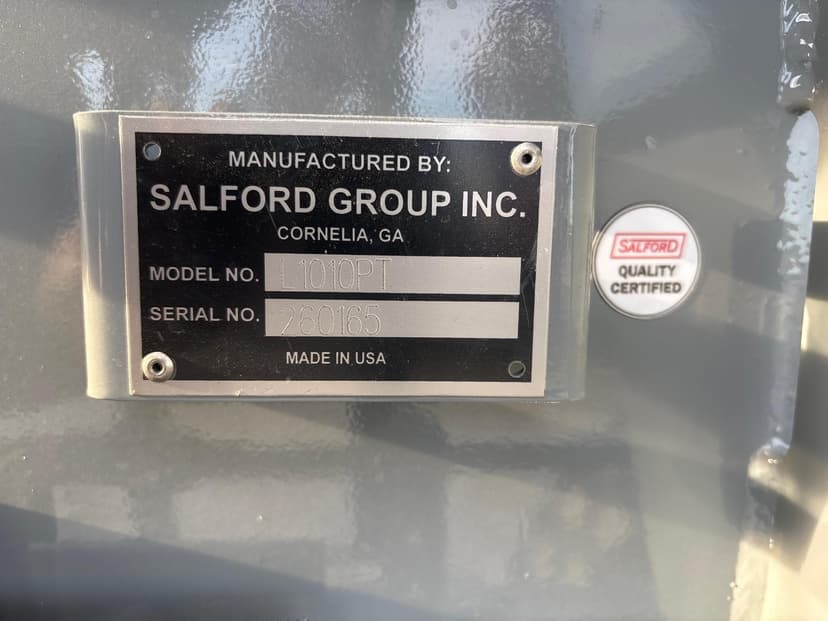 MANUFACTURED BY:
SALFORD GROUP INC.
CORNELIA, GA
MODEL NO. L1010PT
SERIAL NO. 260165
MADE IN USA
SALFORD
QUALITY
CERTIFIED